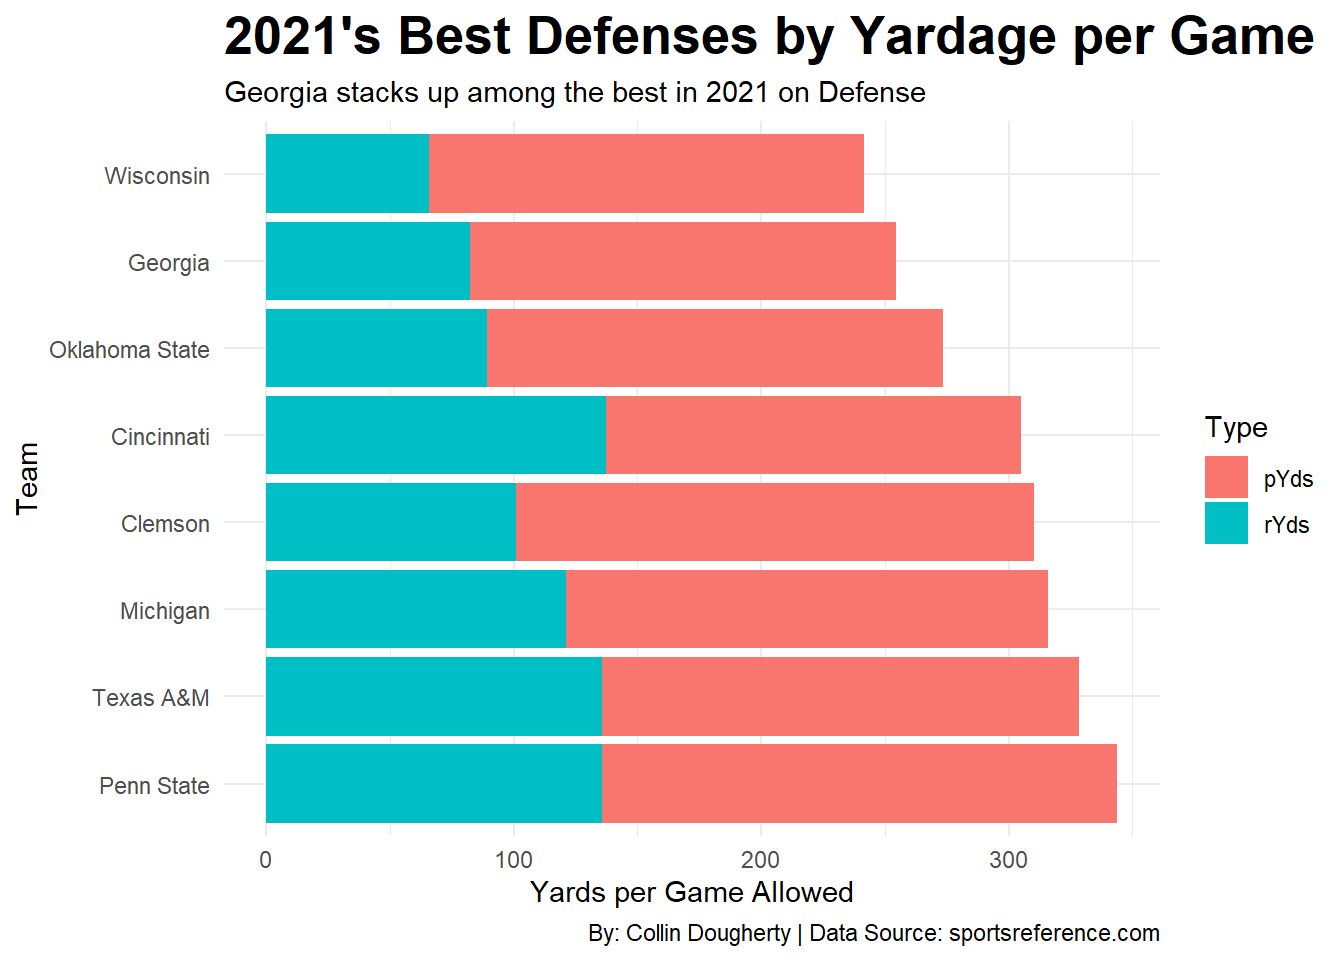 2021's Best Defenses by Yardage per Game
Georgia stacks up among the best in 2021 on Defense
Wisconsin
Georgia
Oklahoma State
Cincinnati
Clemson
Michigan
Texas A&M
Penn State
Team
0 100 200 300
Yards per Game Allowed
Type
pYds
rYds
By: Collin Dougherty | Data Source: sportsreference.com